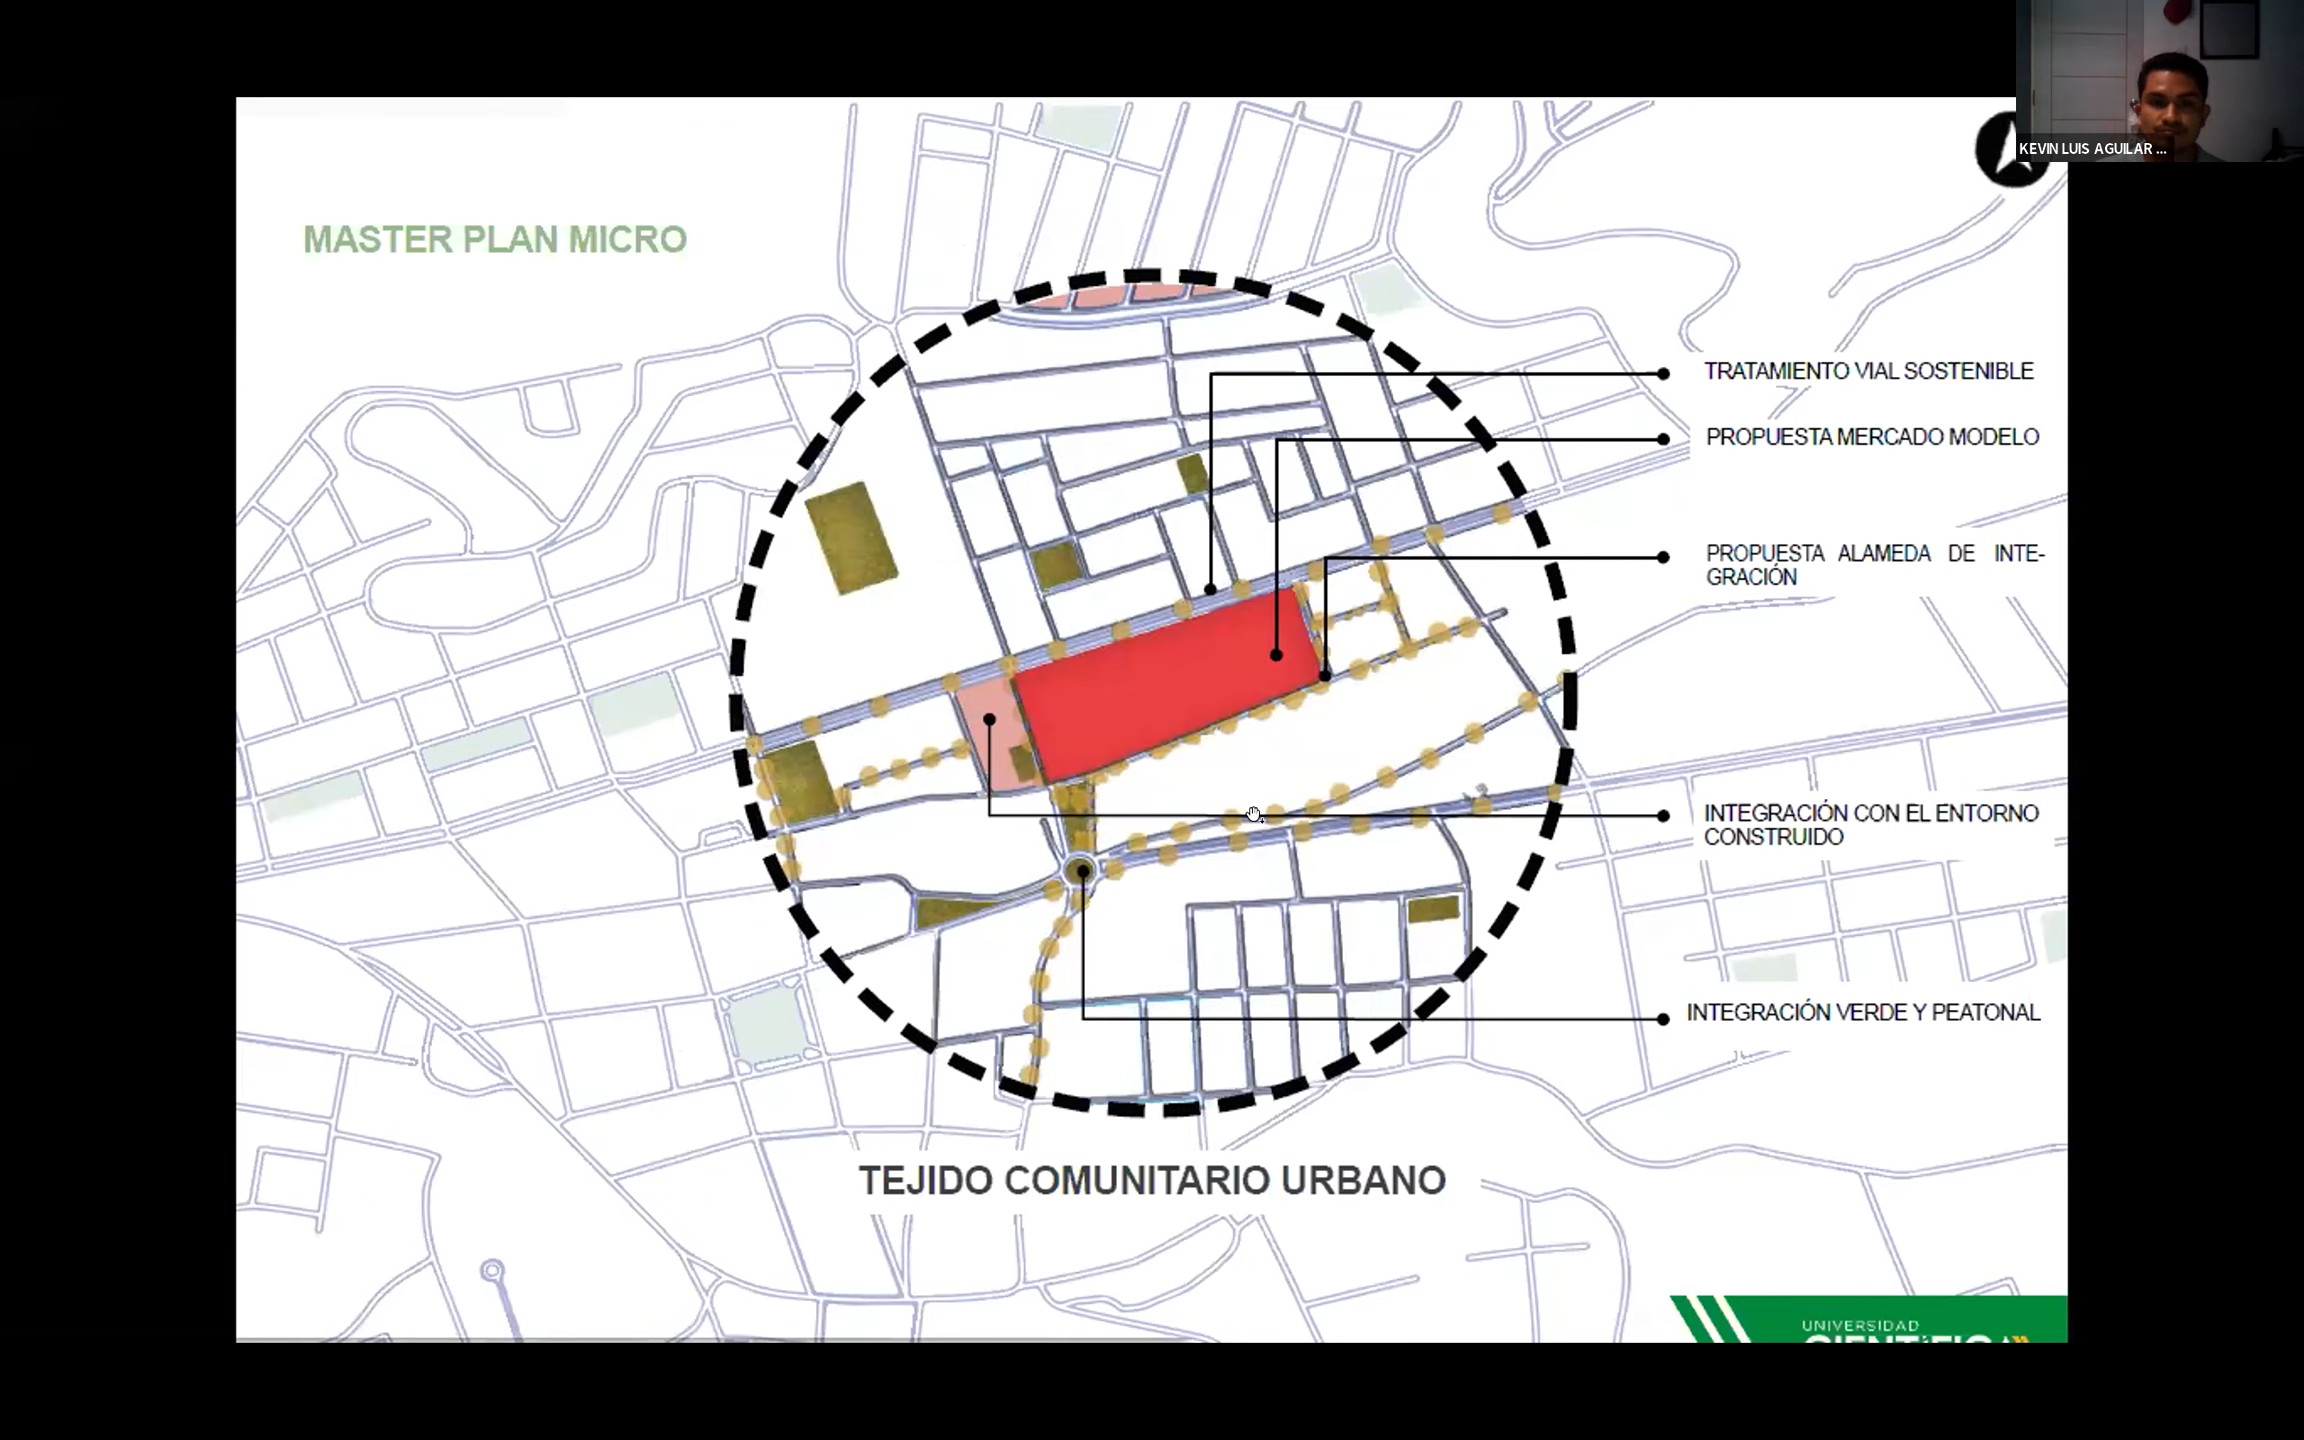 KEVIN LUIS AGUILAR ...
MASTER PLAN MICRO
TRATAMIENTO VIAL SOSTENIBLE
PROPUESTA MERCADO MODELO
PROPUESTA ALAMEDA DE INTE-
GRACIÓN
INTEGRACIÓN CON EL ENTORNO
CONSTRUIDO
INTEGRACIÓN VERDE Y PEATONAL
TEJIDO COMUNITARIO URBANO
UNIVERSIDAD